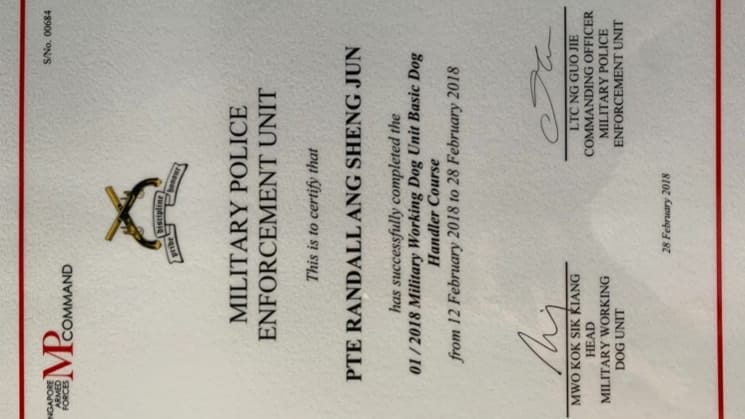 S/No. 00684
SINGAPORE
ARMED
FORCES
MP COMMAND
pride discipline honour
MILITARY POLICE
ENFORCEMENT UNIT
This is to certify that
PTE RANDALL ANG SHENG JUN
has successfully completed the
01 / 2018 Military Working Dog Unit Basic Dog
Handler Course
from 12 February 2018 to 28 February 2018
MWO KOK SIK KIANG
HEAD
MILITARY WORKING
DOG UNIT
LTC NG GUO JIE
COMMANDING OFFICER
MILITARY POLICE
ENFORCEMENT UNIT
28 February 2018